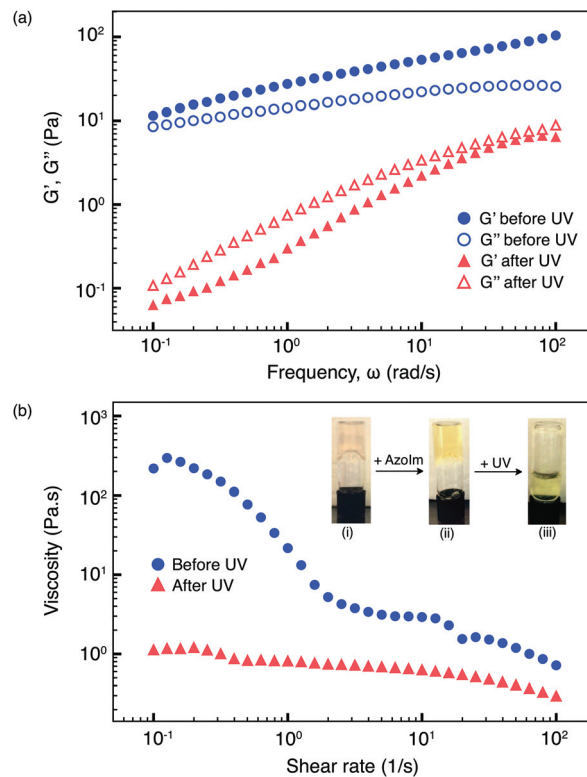 (a)
10²
10¹
10⁰
10⁻¹
G', G'' (Pa)
G' before UV
G'' before UV
G' after UV
G'' after UV
10⁻¹ 10⁰ 10¹ 10²
Frequency, ω (rad/s)
(b)
10³
10²
10¹
10⁰
Viscosity (Pa.s)
+ AzoIm
+ UV
(i) (ii) (iii)
Before UV
After UV
10⁻¹ 10⁰ 10¹ 10²
Shear rate (1/s)